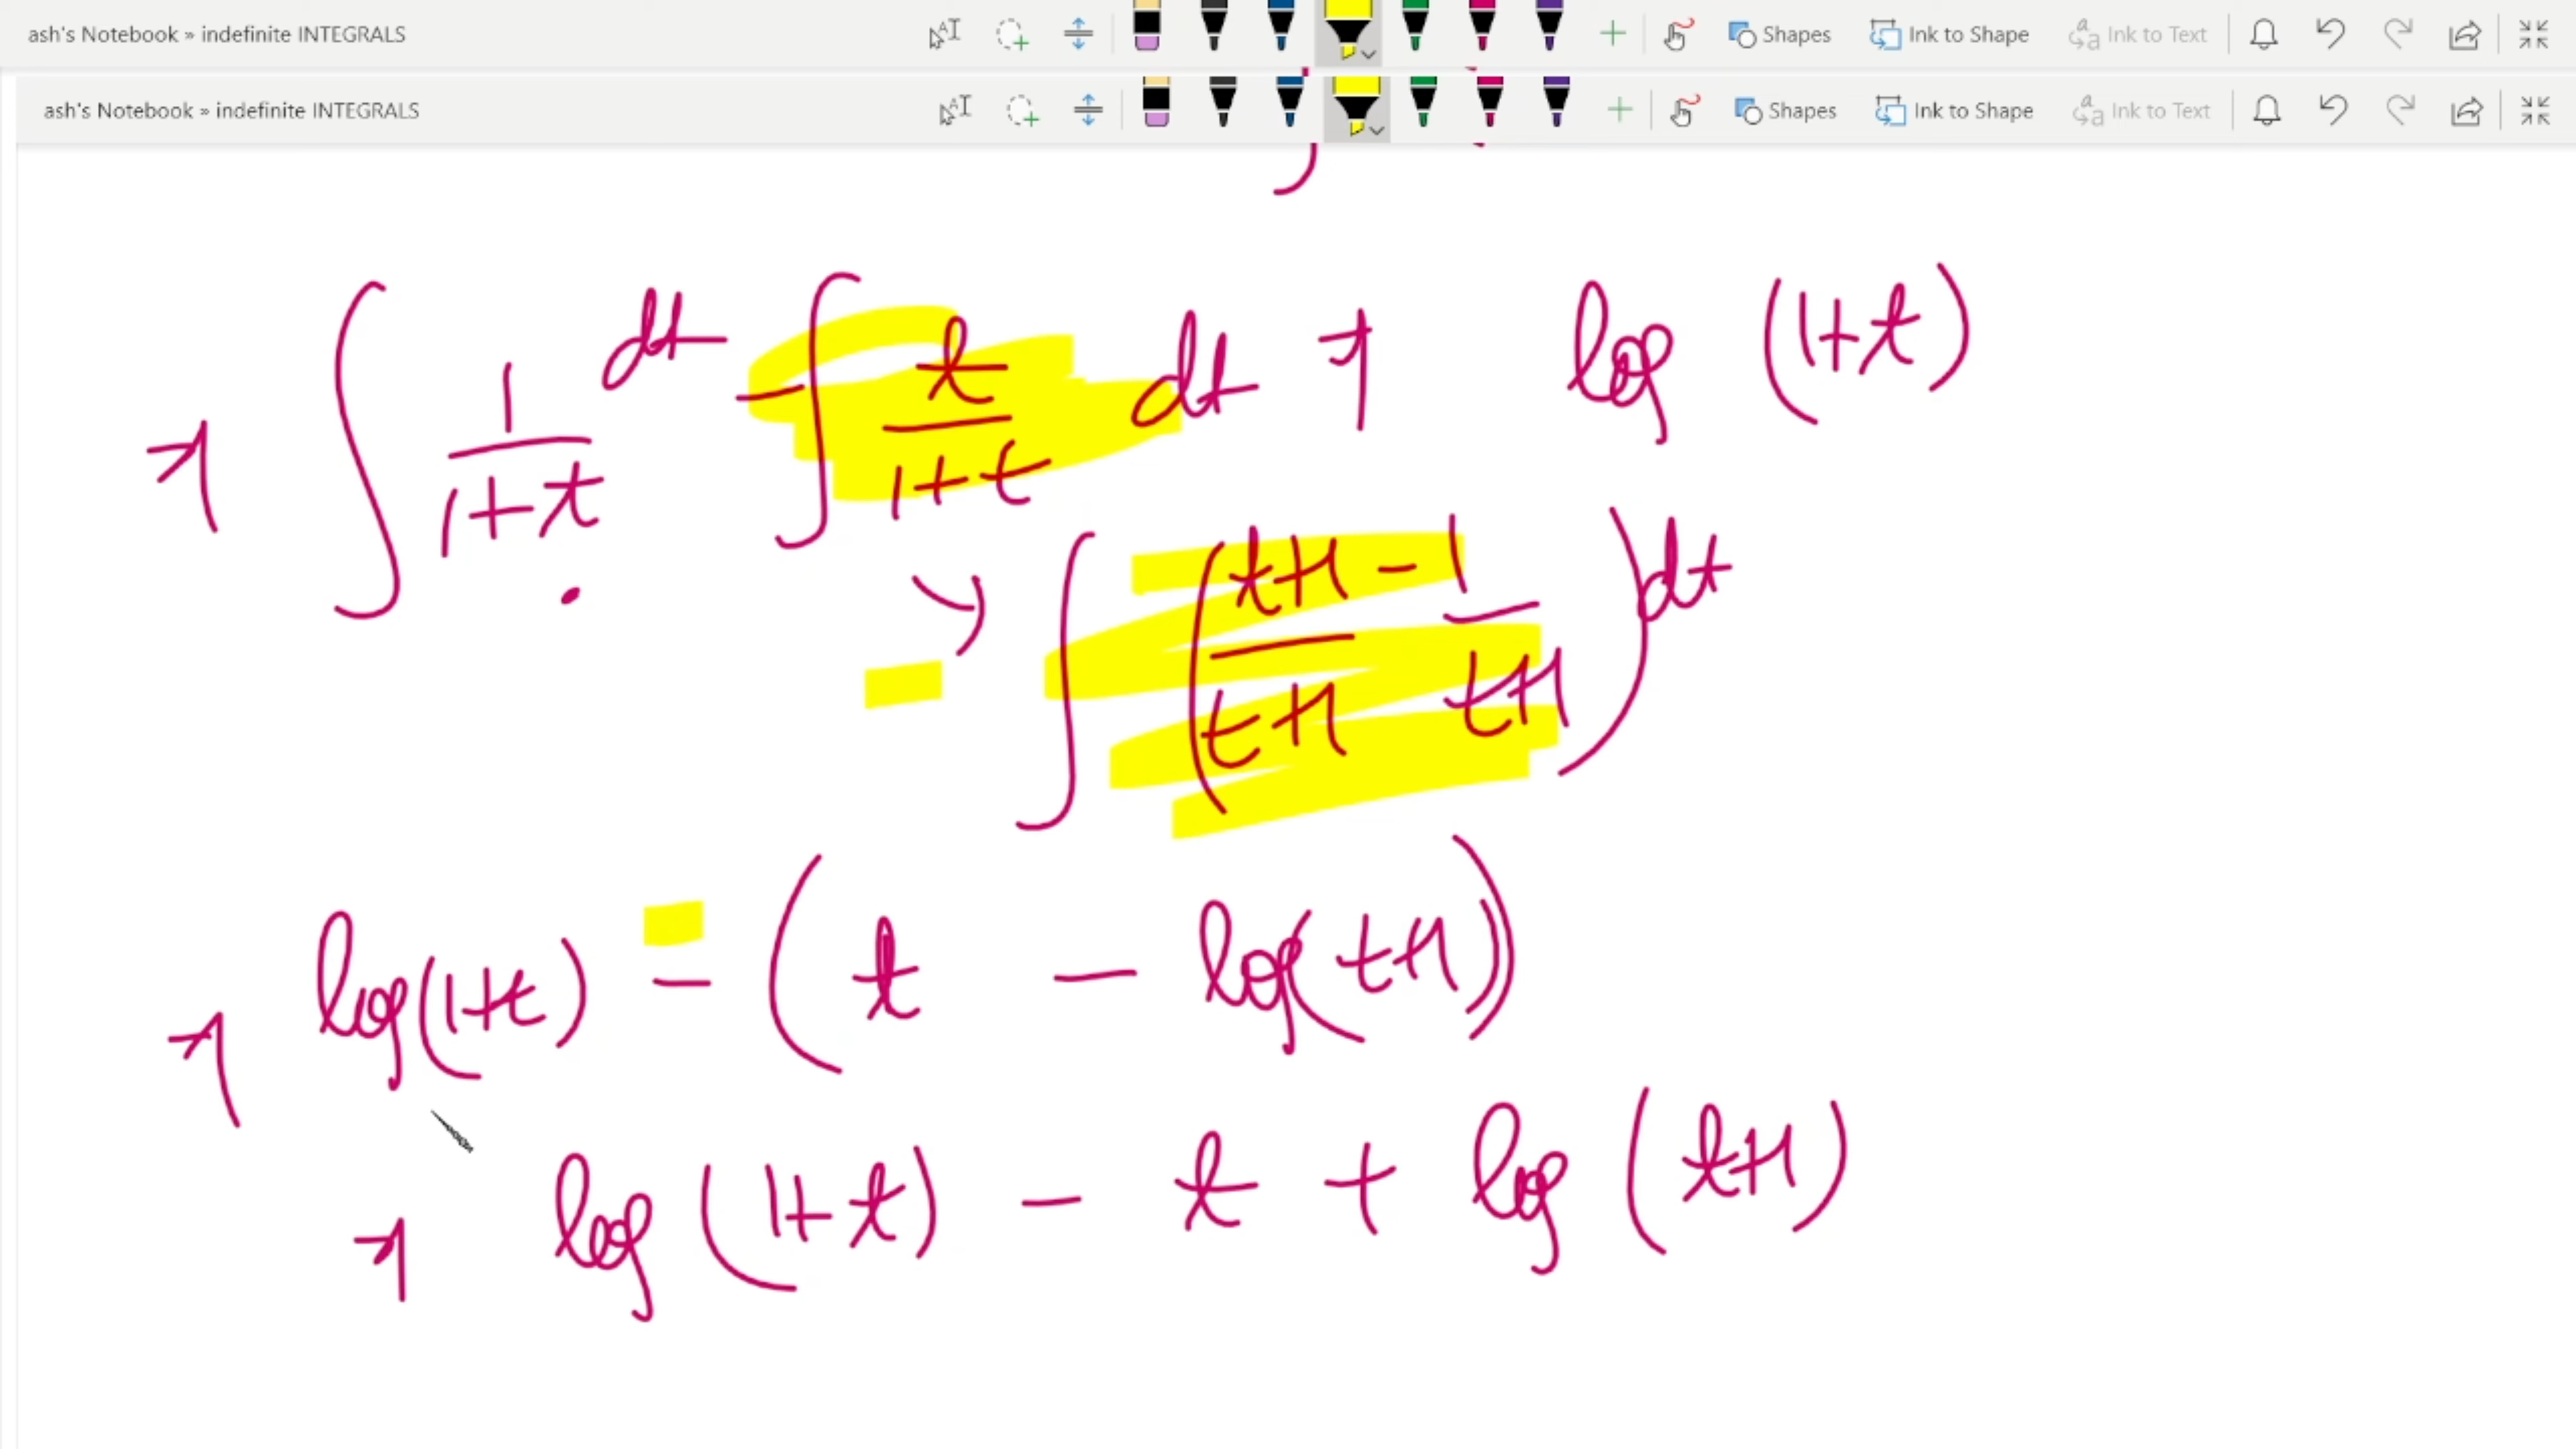 ash's Notebook » indefinite INTEGRALS Shapes Ink to Shape Ink to Text
ash's Notebook » indefinite INTEGRALS Shapes Ink to Shape Ink to Text
⇒ ∫ 1/(1+t) dt − ∫ t/(1+t) dt ⇒ log (1+t)
→ ∫ ( (t+1)/(t+1) − 1/(t+1) ) dt
⇒ log(1+t) − ( t − log(t+1))
⇒ log (1+t) − t + log (t+1)